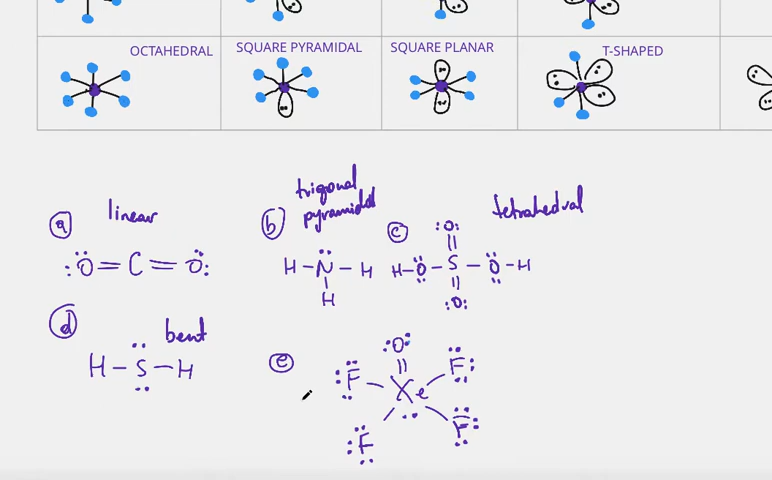 OCTAHEDRAL
SQUARE PYRAMIDAL
SQUARE PLANAR
T-SHAPED
a linear
:Ö=C=Ö:
b trigonal
pyramidal
H-N̈-H
H
c tetrahedral
:O:
||
H-Ö-S-Ö-H
||
:O:
d bent
H-S-H
e
:O:
||
:F Xe F:
:F F: